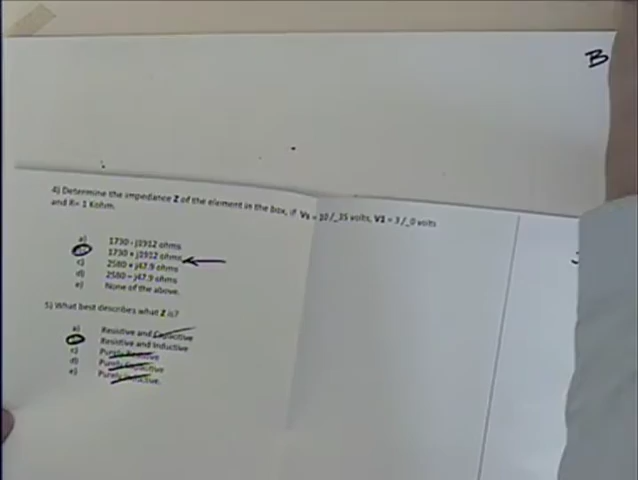 B
4) Determine the impedance Z of the element in the box, if Vs = 10/_35 volts, V1 = 3/_0 volts
and R= 1 Kohm.
a) 1730 - j1912 ohms
1730 + j1912 ohms
c) 2580 + j47.9 ohms
d) 2580 – j47.9 ohms
e) None of the above.
5) What best describes what Z is?
a) Resistive and Capacitive
Resistive and Inductive
c) Purely Resistive
d) Purely Capacitive
e) Purely Inductive.